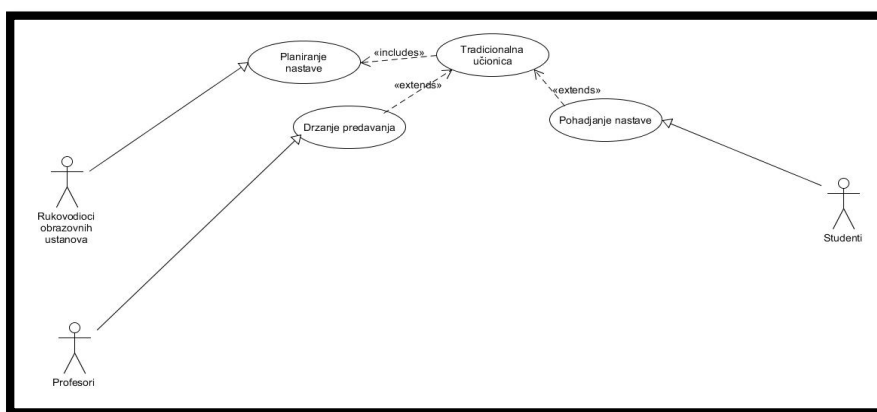 Planiranje
nastave
«includes»
Tradicionalna
učionica
«extends»
«extends»
Drzanje predavanja
Pohadjanje nastave
Rukovodioci
obrazovnih
ustanova
Studenti
Profesori